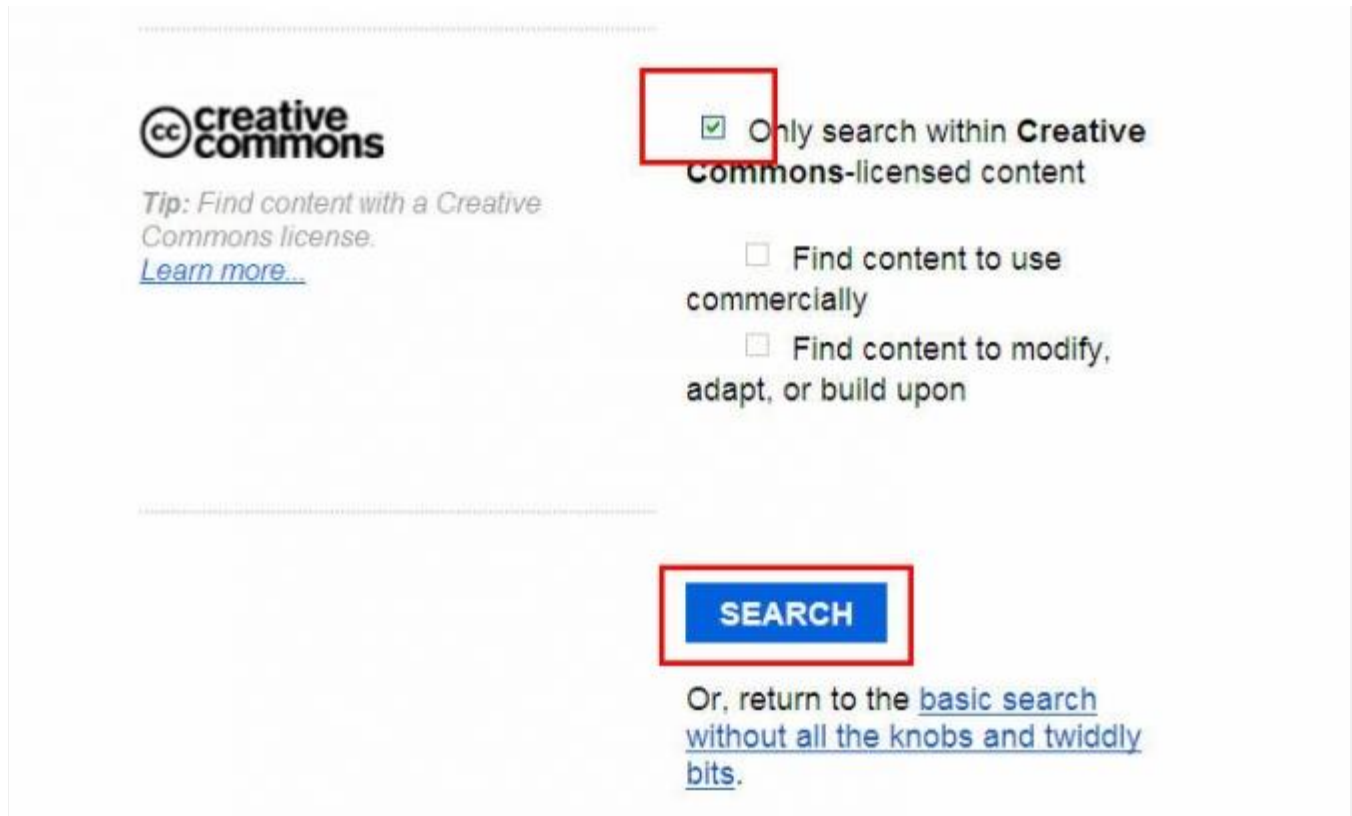 cc creative
commons
Tip: Find content with a Creative
Commons license.
Learn more...
Only search within Creative
Commons-licensed content
Find content to use
commercially
Find content to modify,
adapt, or build upon
SEARCH
Or, return to the basic search
without all the knobs and twiddly
bits.